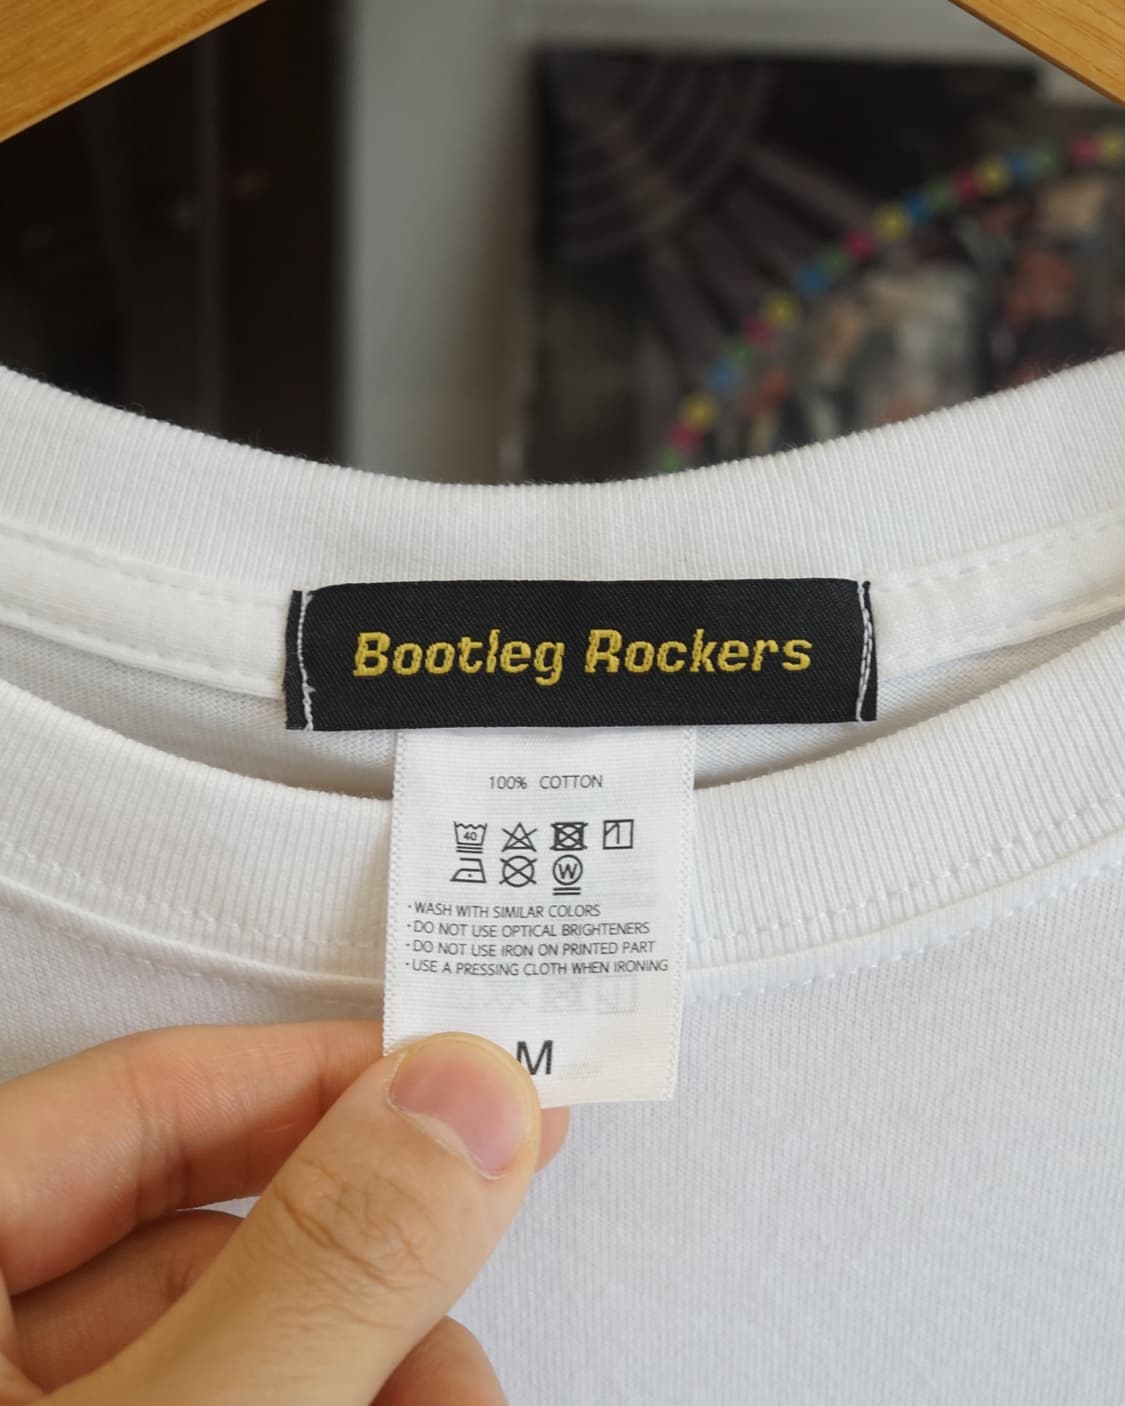 Bootleg Rockers
100% COTTON
40
W
·WASH WITH SIMILAR COLORS
·DO NOT USE OPTICAL BRIGHTENERS
·DO NOT USE IRON ON PRINTED PART
·USE A PRESSING CLOTH WHEN IRONING
M